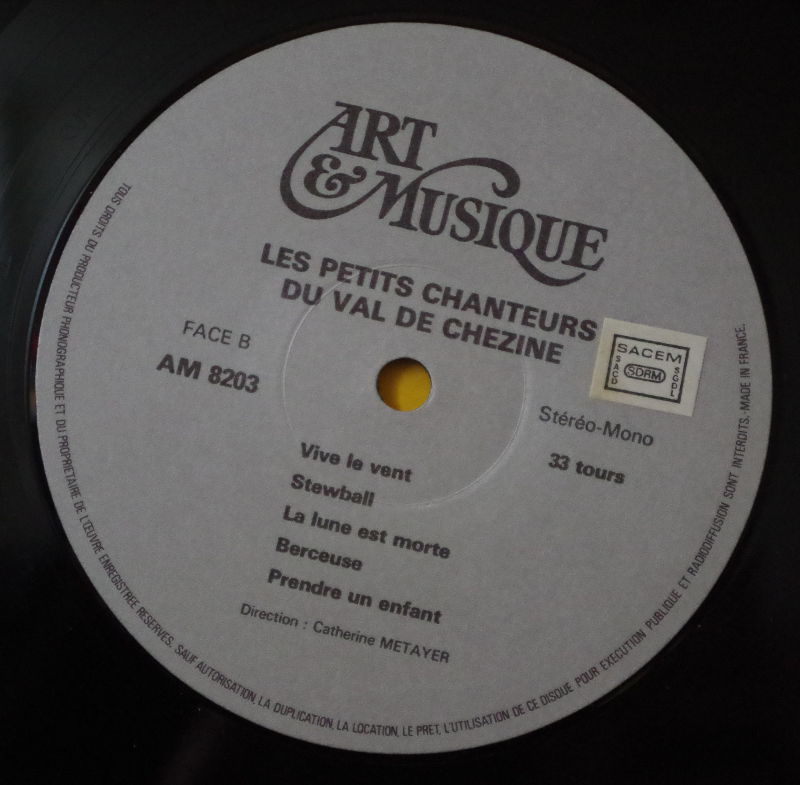 ART
& MUSIQUE
LES PETITS CHANTEURS
DU VAL DE CHEZINE
FACE B
AM 8203
SACEM
SACD
SDRM
SGDL
Stéréo-Mono
33 tours
Vive le vent
Stewball
La lune est morte
Berceuse
Prendre un enfant
Direction : Catherine METAYER
TOUS DROITS DU PRODUCTEUR PHONOGRAPHIQUE ET DU PROPRIETAIRE DE L'ŒUVRE ENREGISTREE RESERVES. SAUF AUTORISATION, LA DUPLICATION, LA LOCATION, LE PRET, L'UTILISATION DE CE DISQUE POUR EXECUTION PUBLIQUE ET RADIODIFFUSION SONT INTERDITS. MADE IN FRANCE.